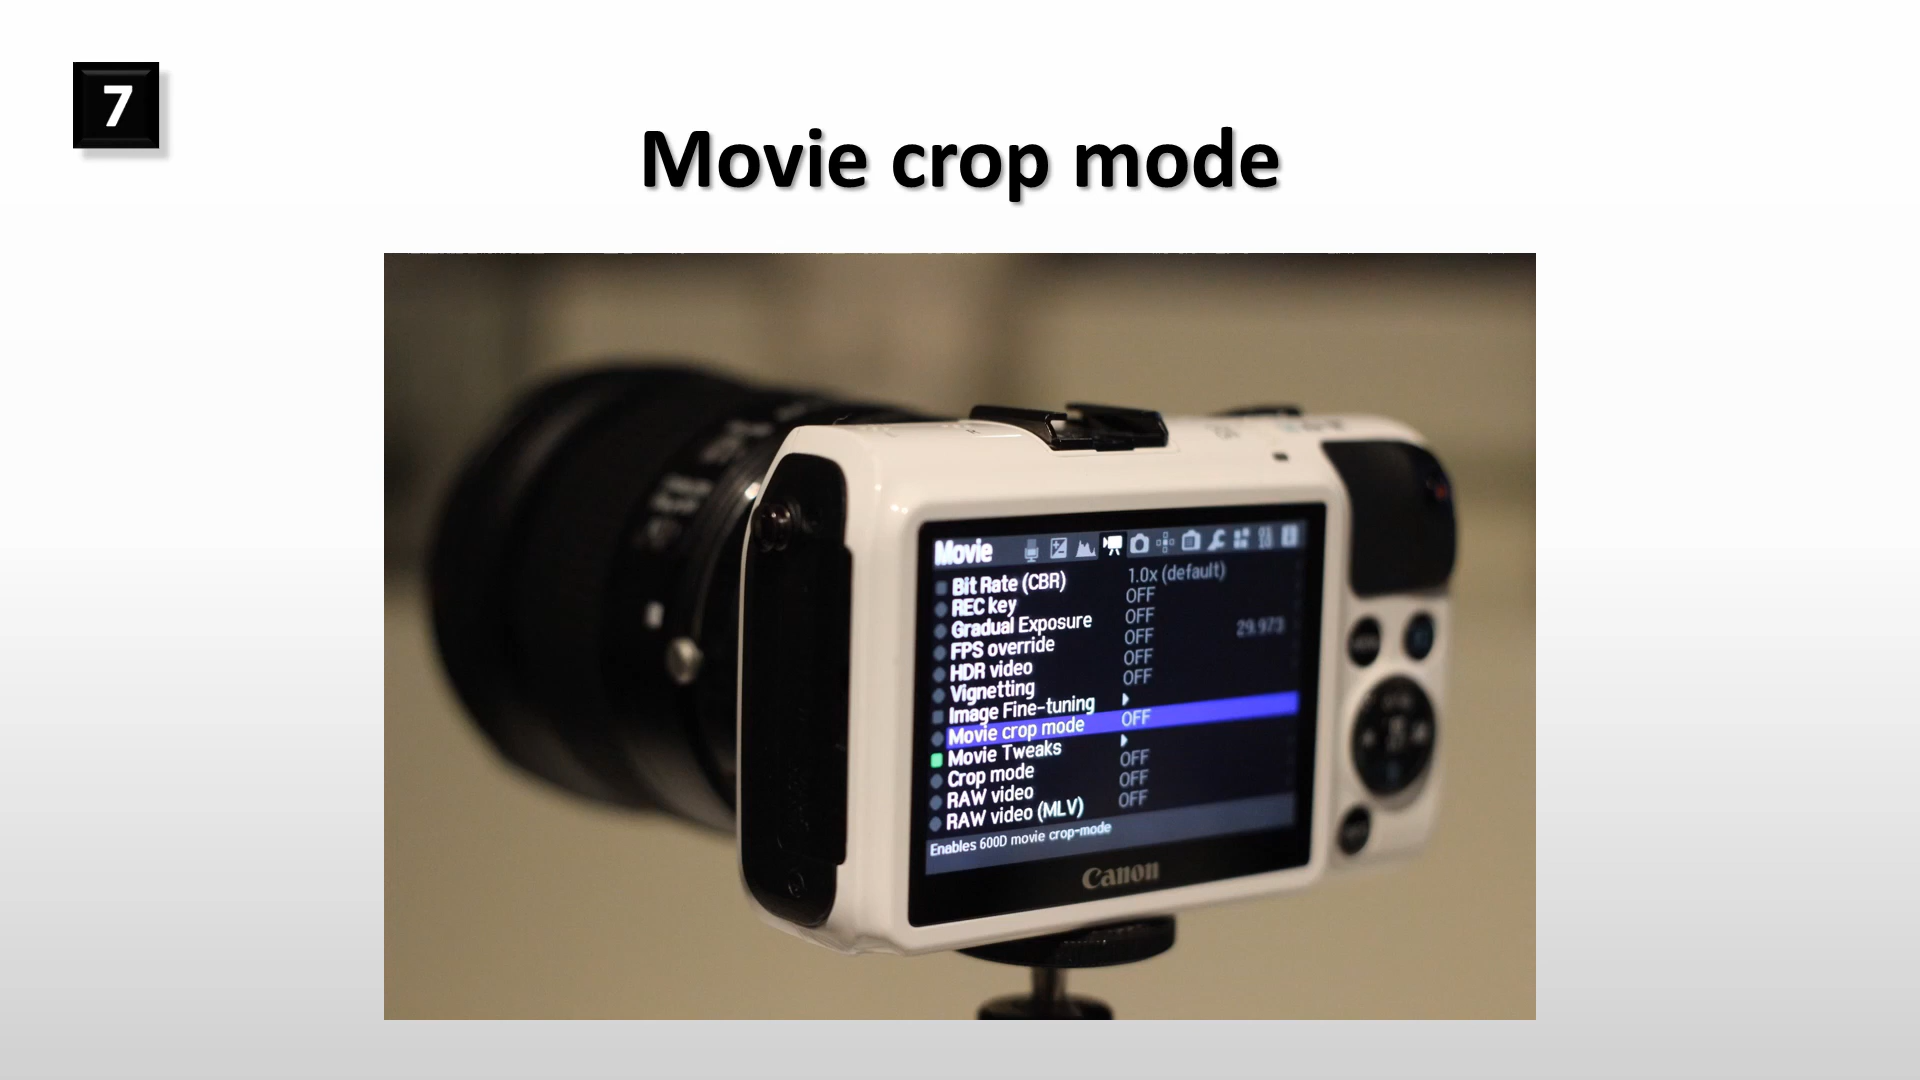 7
Movie crop mode
Movie
Bit Rate (CBR) 1.0x (default)
REC key OFF
Gradual Exposure OFF
FPS override OFF 29.973
HDR video OFF
Vignetting OFF
Image Fine-tuning
Movie crop mode OFF
Movie Tweaks
Crop mode OFF
RAW video OFF
RAW video (MLV) OFF
Enables 600D movie crop-mode
Canon